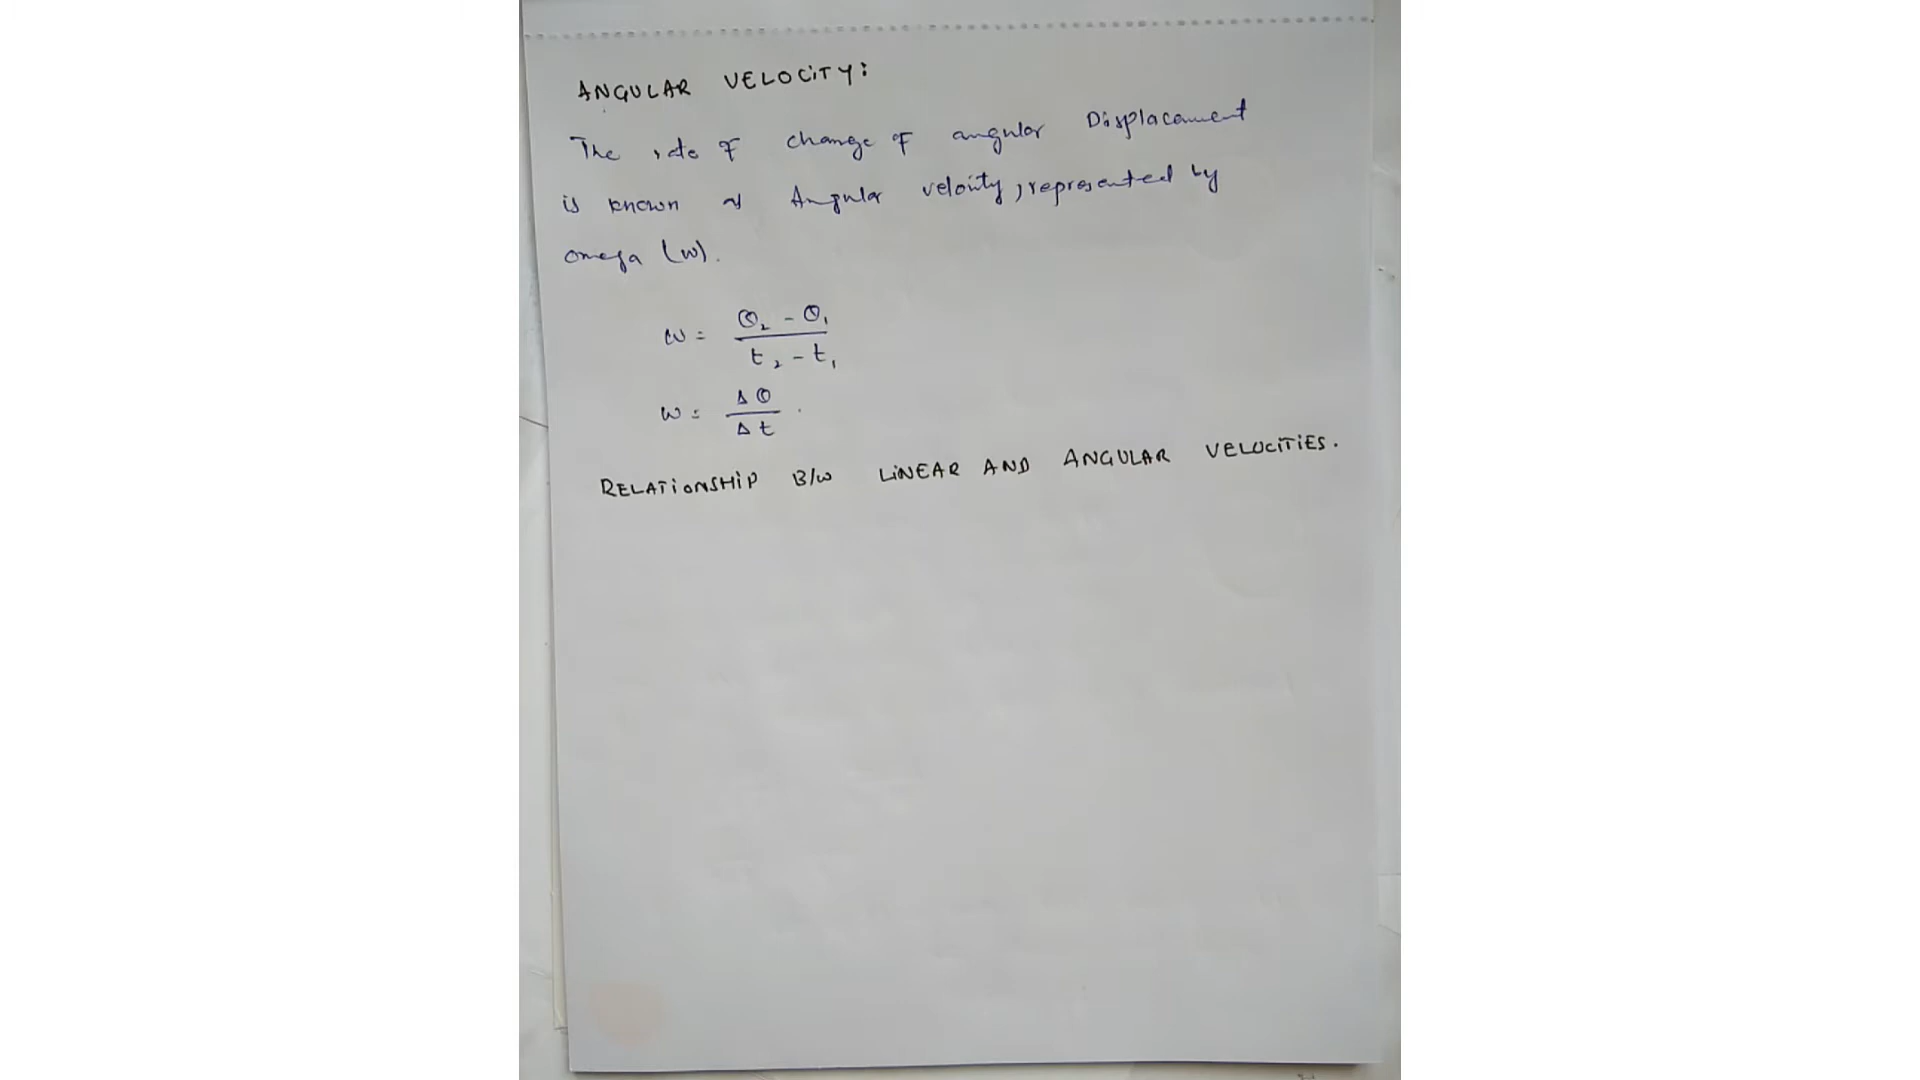 ANGULAR VELOCITY:
The rate of change of angular Displacement
is known as Angular velocity, represented by
omega (ω).
ω = θ₂ - θ₁ / t₂ - t₁
ω = Δθ / Δt .
RELATIONSHIP B/W LINEAR AND ANGULAR VELOCITIES.